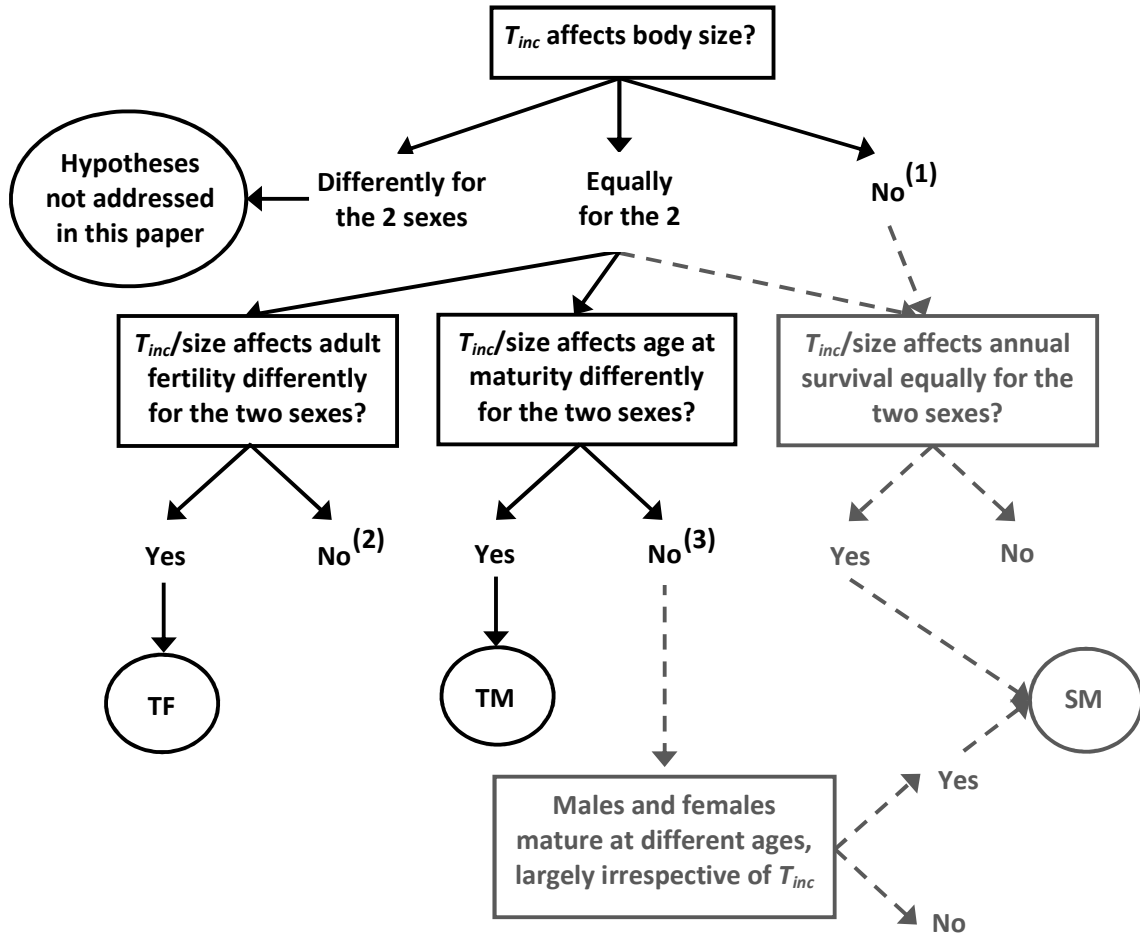 T_inc affects body size?
Hypotheses
not addressed
in this paper
Differently for
the 2 sexes
Equally
for the 2
No(1)
T_inc/size affects adult
fertility differently
for the two sexes?
T_inc/size affects age at
maturity differently
for the two sexes?
T_inc/size affects annual
survival equally for the
two sexes?
Yes
No(2)
Yes
No(3)
Yes
No
TF
TM
SM
Males and females
mature at different ages,
largely irrespective of T_inc
Yes
No